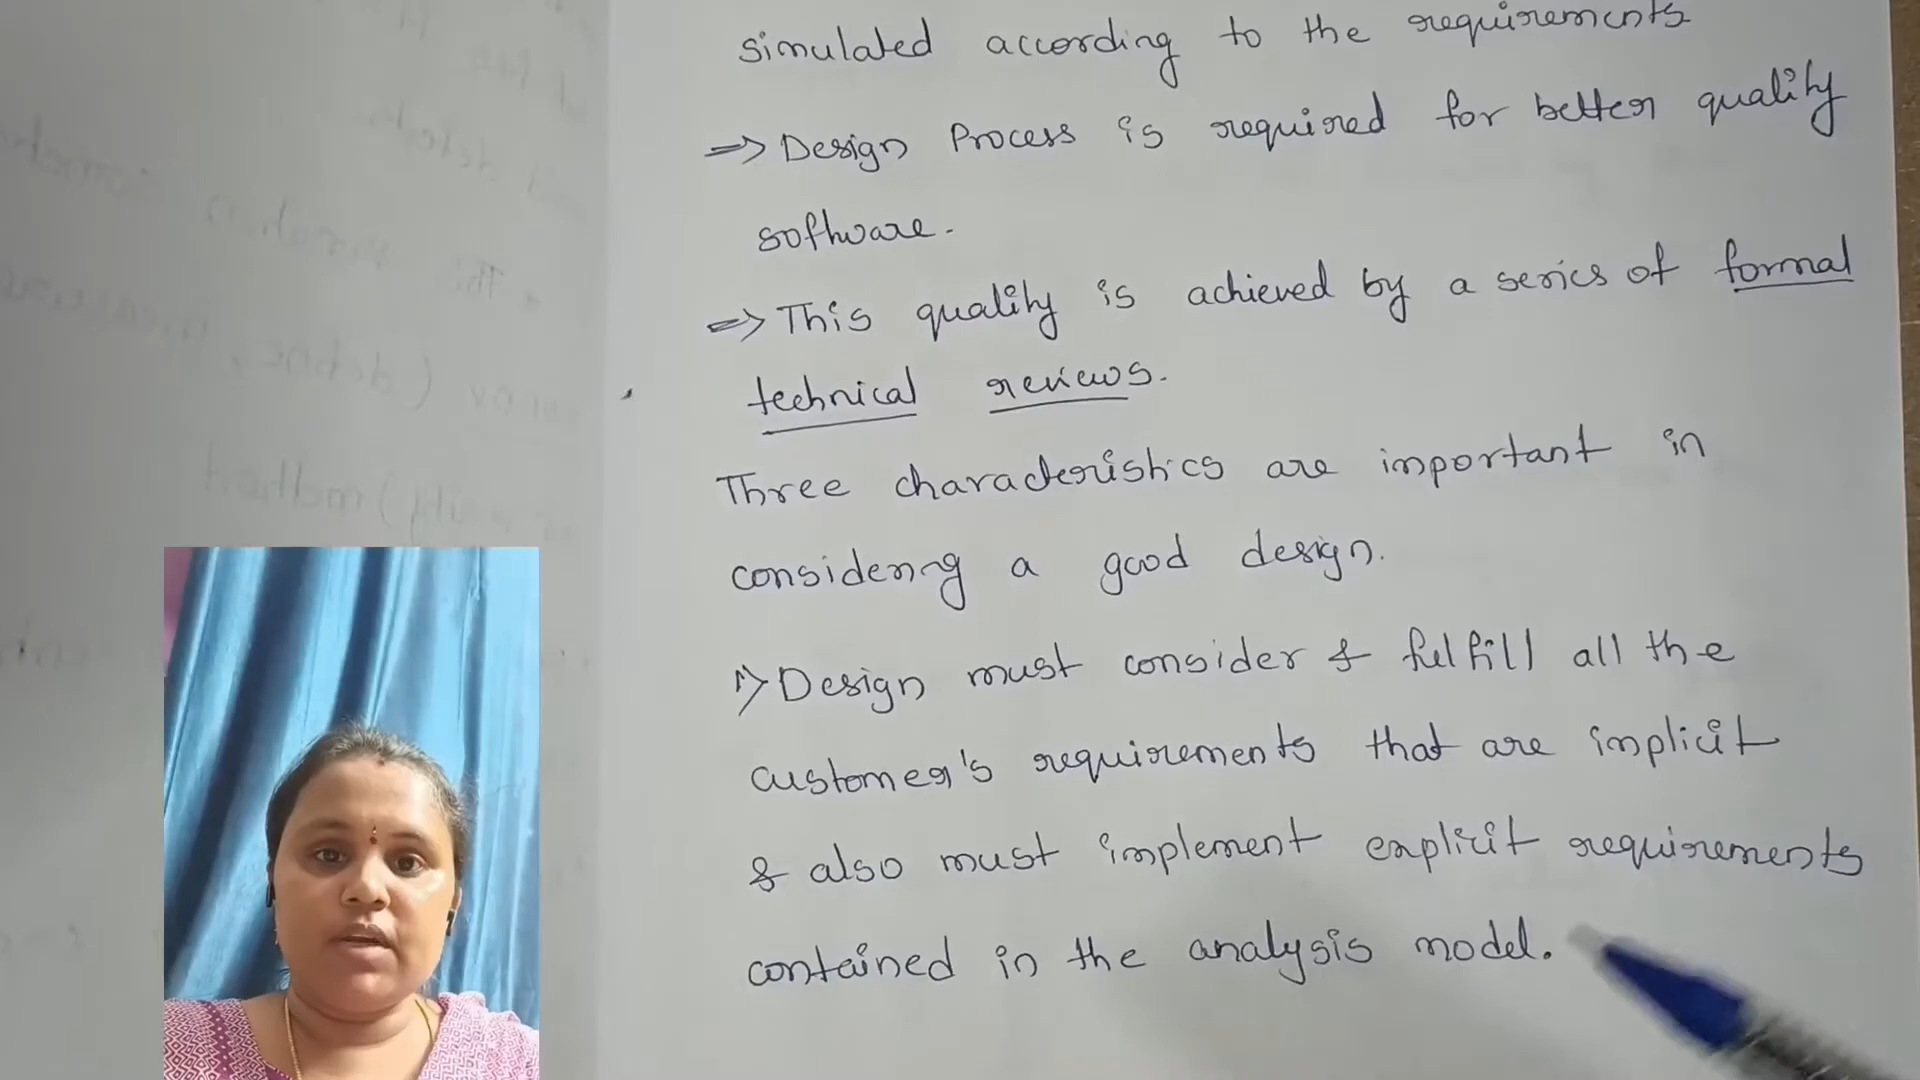 simulated according to the requirements
=> Design Process is required for better quality
software.
=> This quality is achieved by a series of formal
technical reviews.
Three characteristics are important in
considering a good design.
1> Design must consider & fulfill all the
customer's requirements that are implicit
& also must implement explicit requirements
contained in the analysis model.